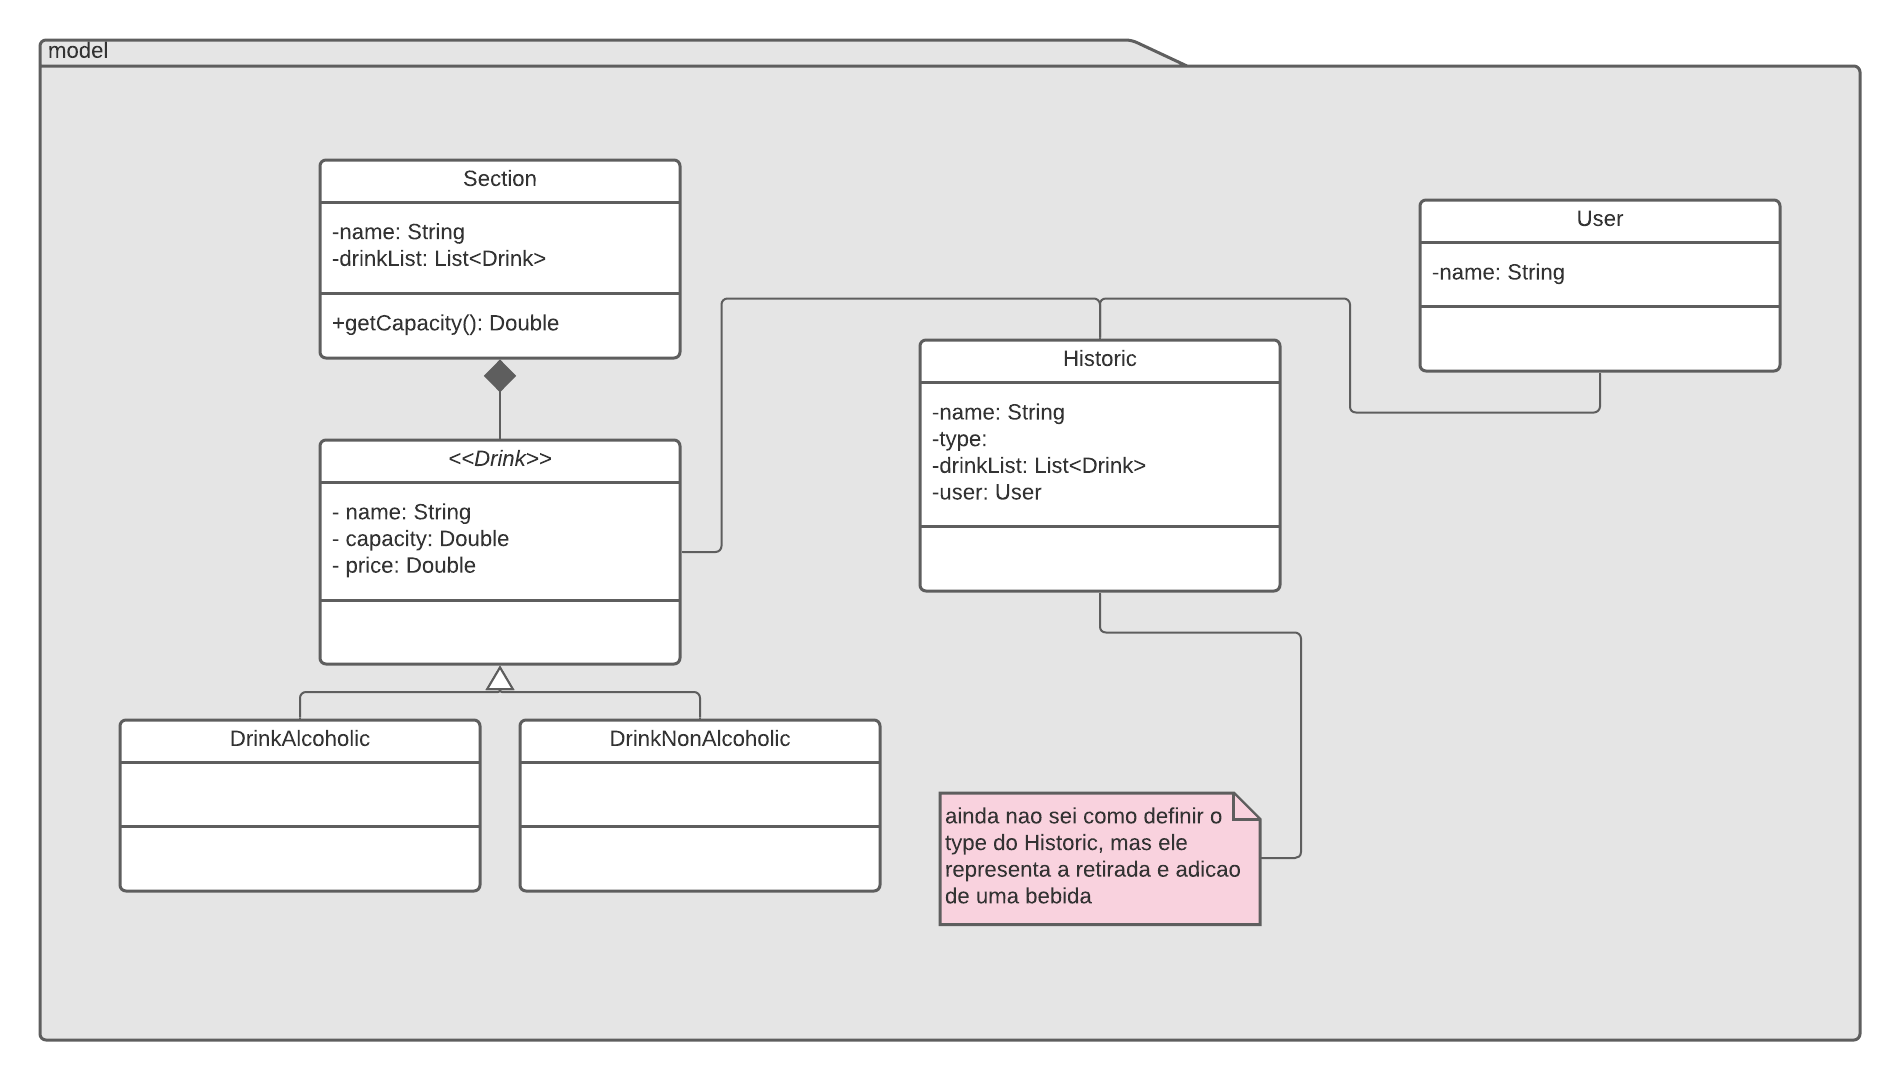 model
Section
-name: String
-drinkList: List<Drink>
+getCapacity(): Double
<<Drink>>
- name: String
- capacity: Double
- price: Double
DrinkAlcoholic
DrinkNonAlcoholic
Historic
-name: String
-type:
-drinkList: List<Drink>
-user: User
User
-name: String
ainda nao sei como definir o
type do Historic, mas ele
representa a retirada e adicao
de uma bebida